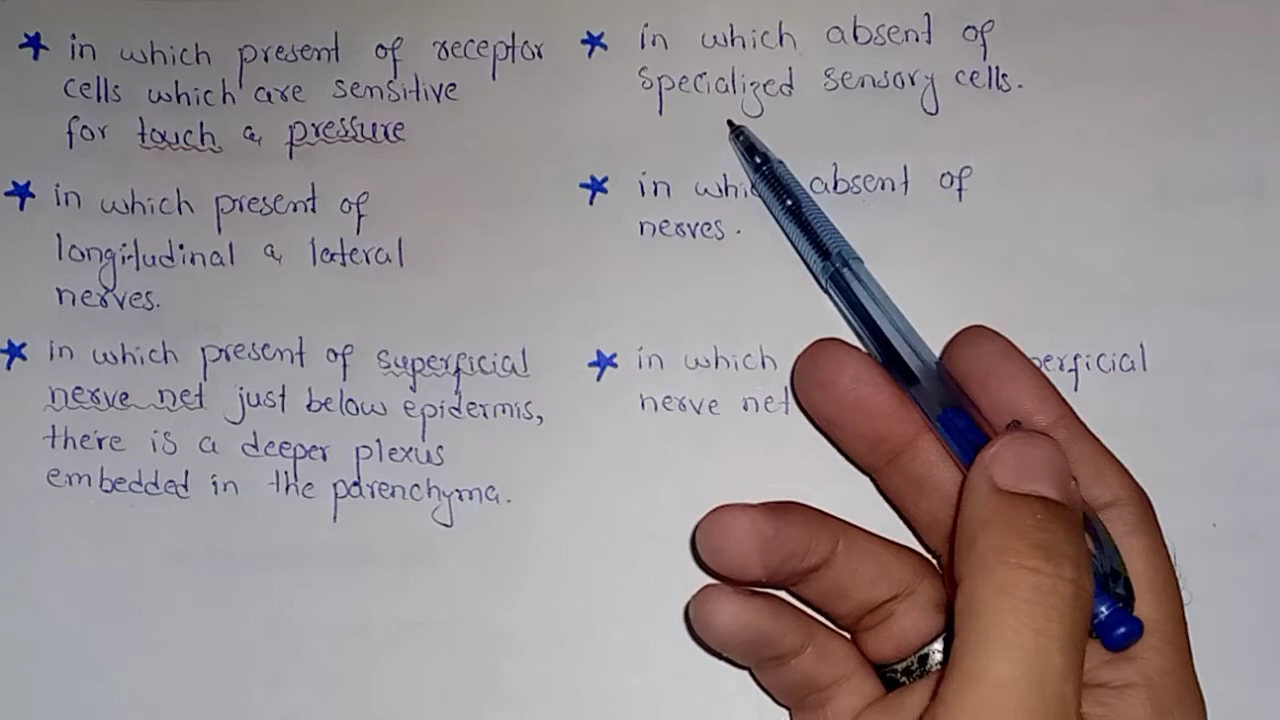 ★ in which present of receptor
cells which are sensitive
for touch & pressure
★ in which present of
longitudinal & lateral
nerves.
★ in which present of superficial
nerve net just below epidermis,
there is a deeper plexus
embedded in the parenchyma.
★ in which absent of
specialized sensory cells.
★ in which absent of
nerves.
★ in which
nerve net